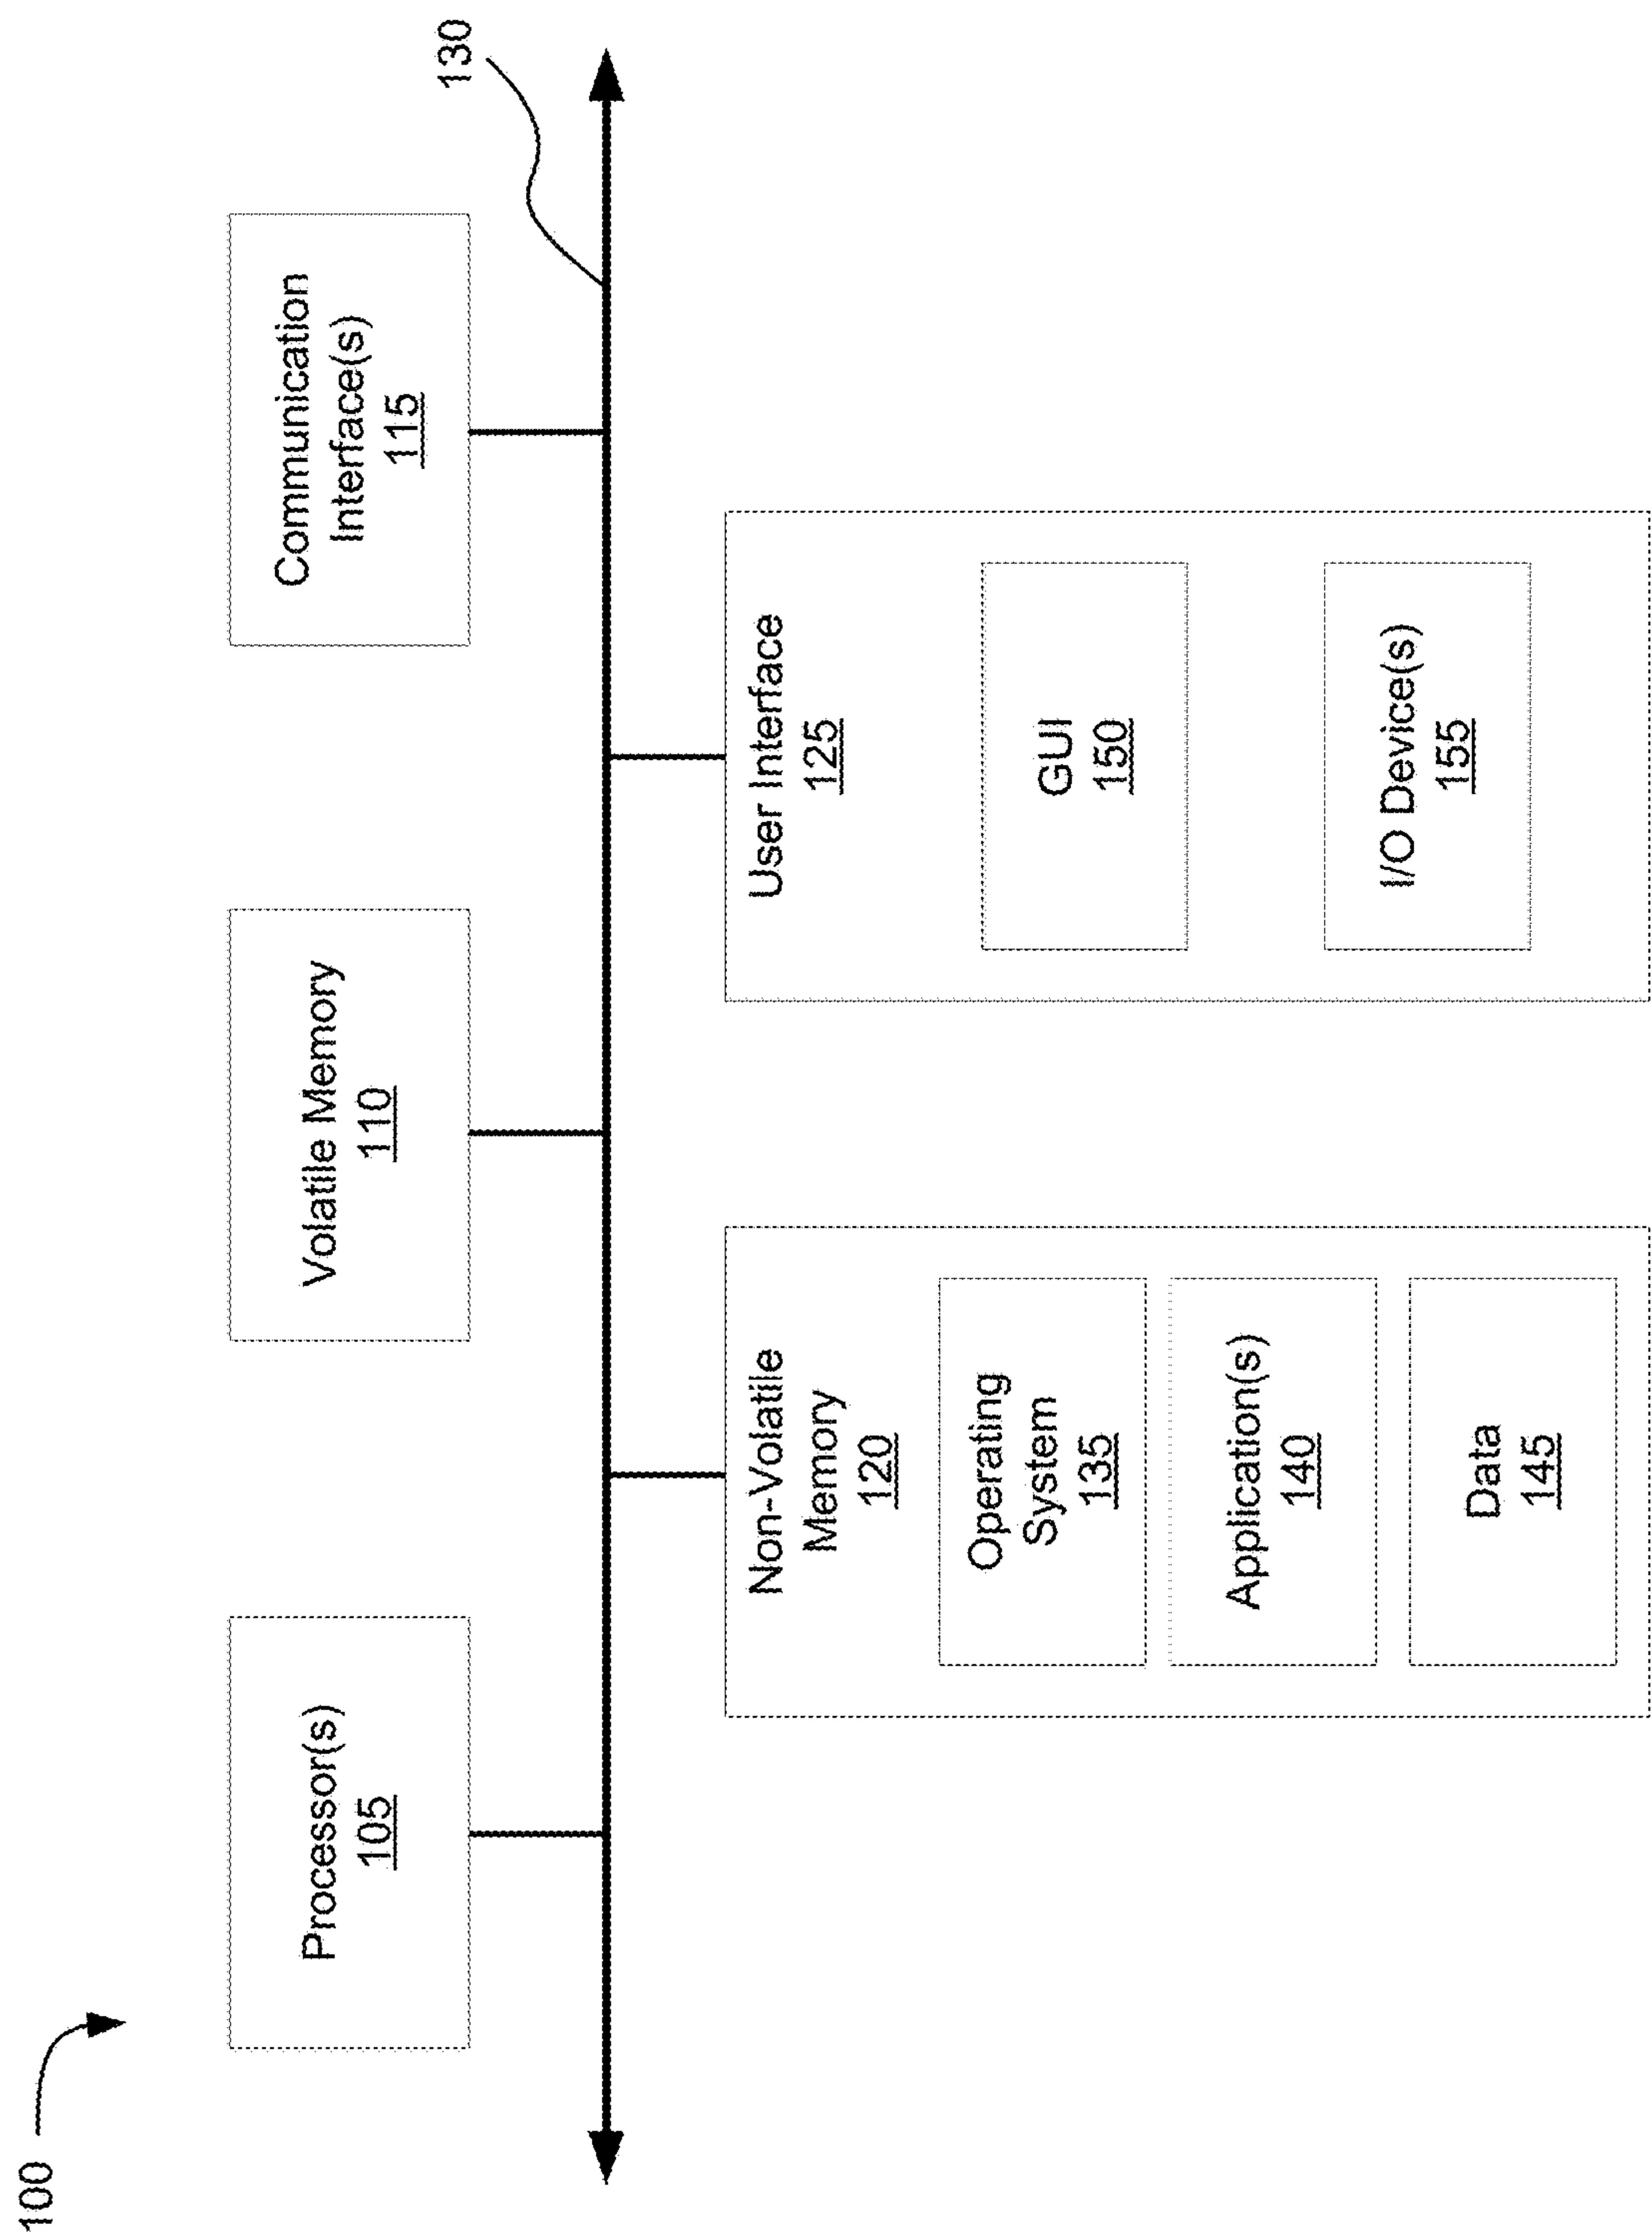 100
Processor(s)
105
Volatile Memory
110
Communication
Interface(s)
115
130
Non-Volatile
Memory
120
Operating
System
135
Application(s)
140
Data
145
User Interface
125
GUI
150
I/O Device(s)
155